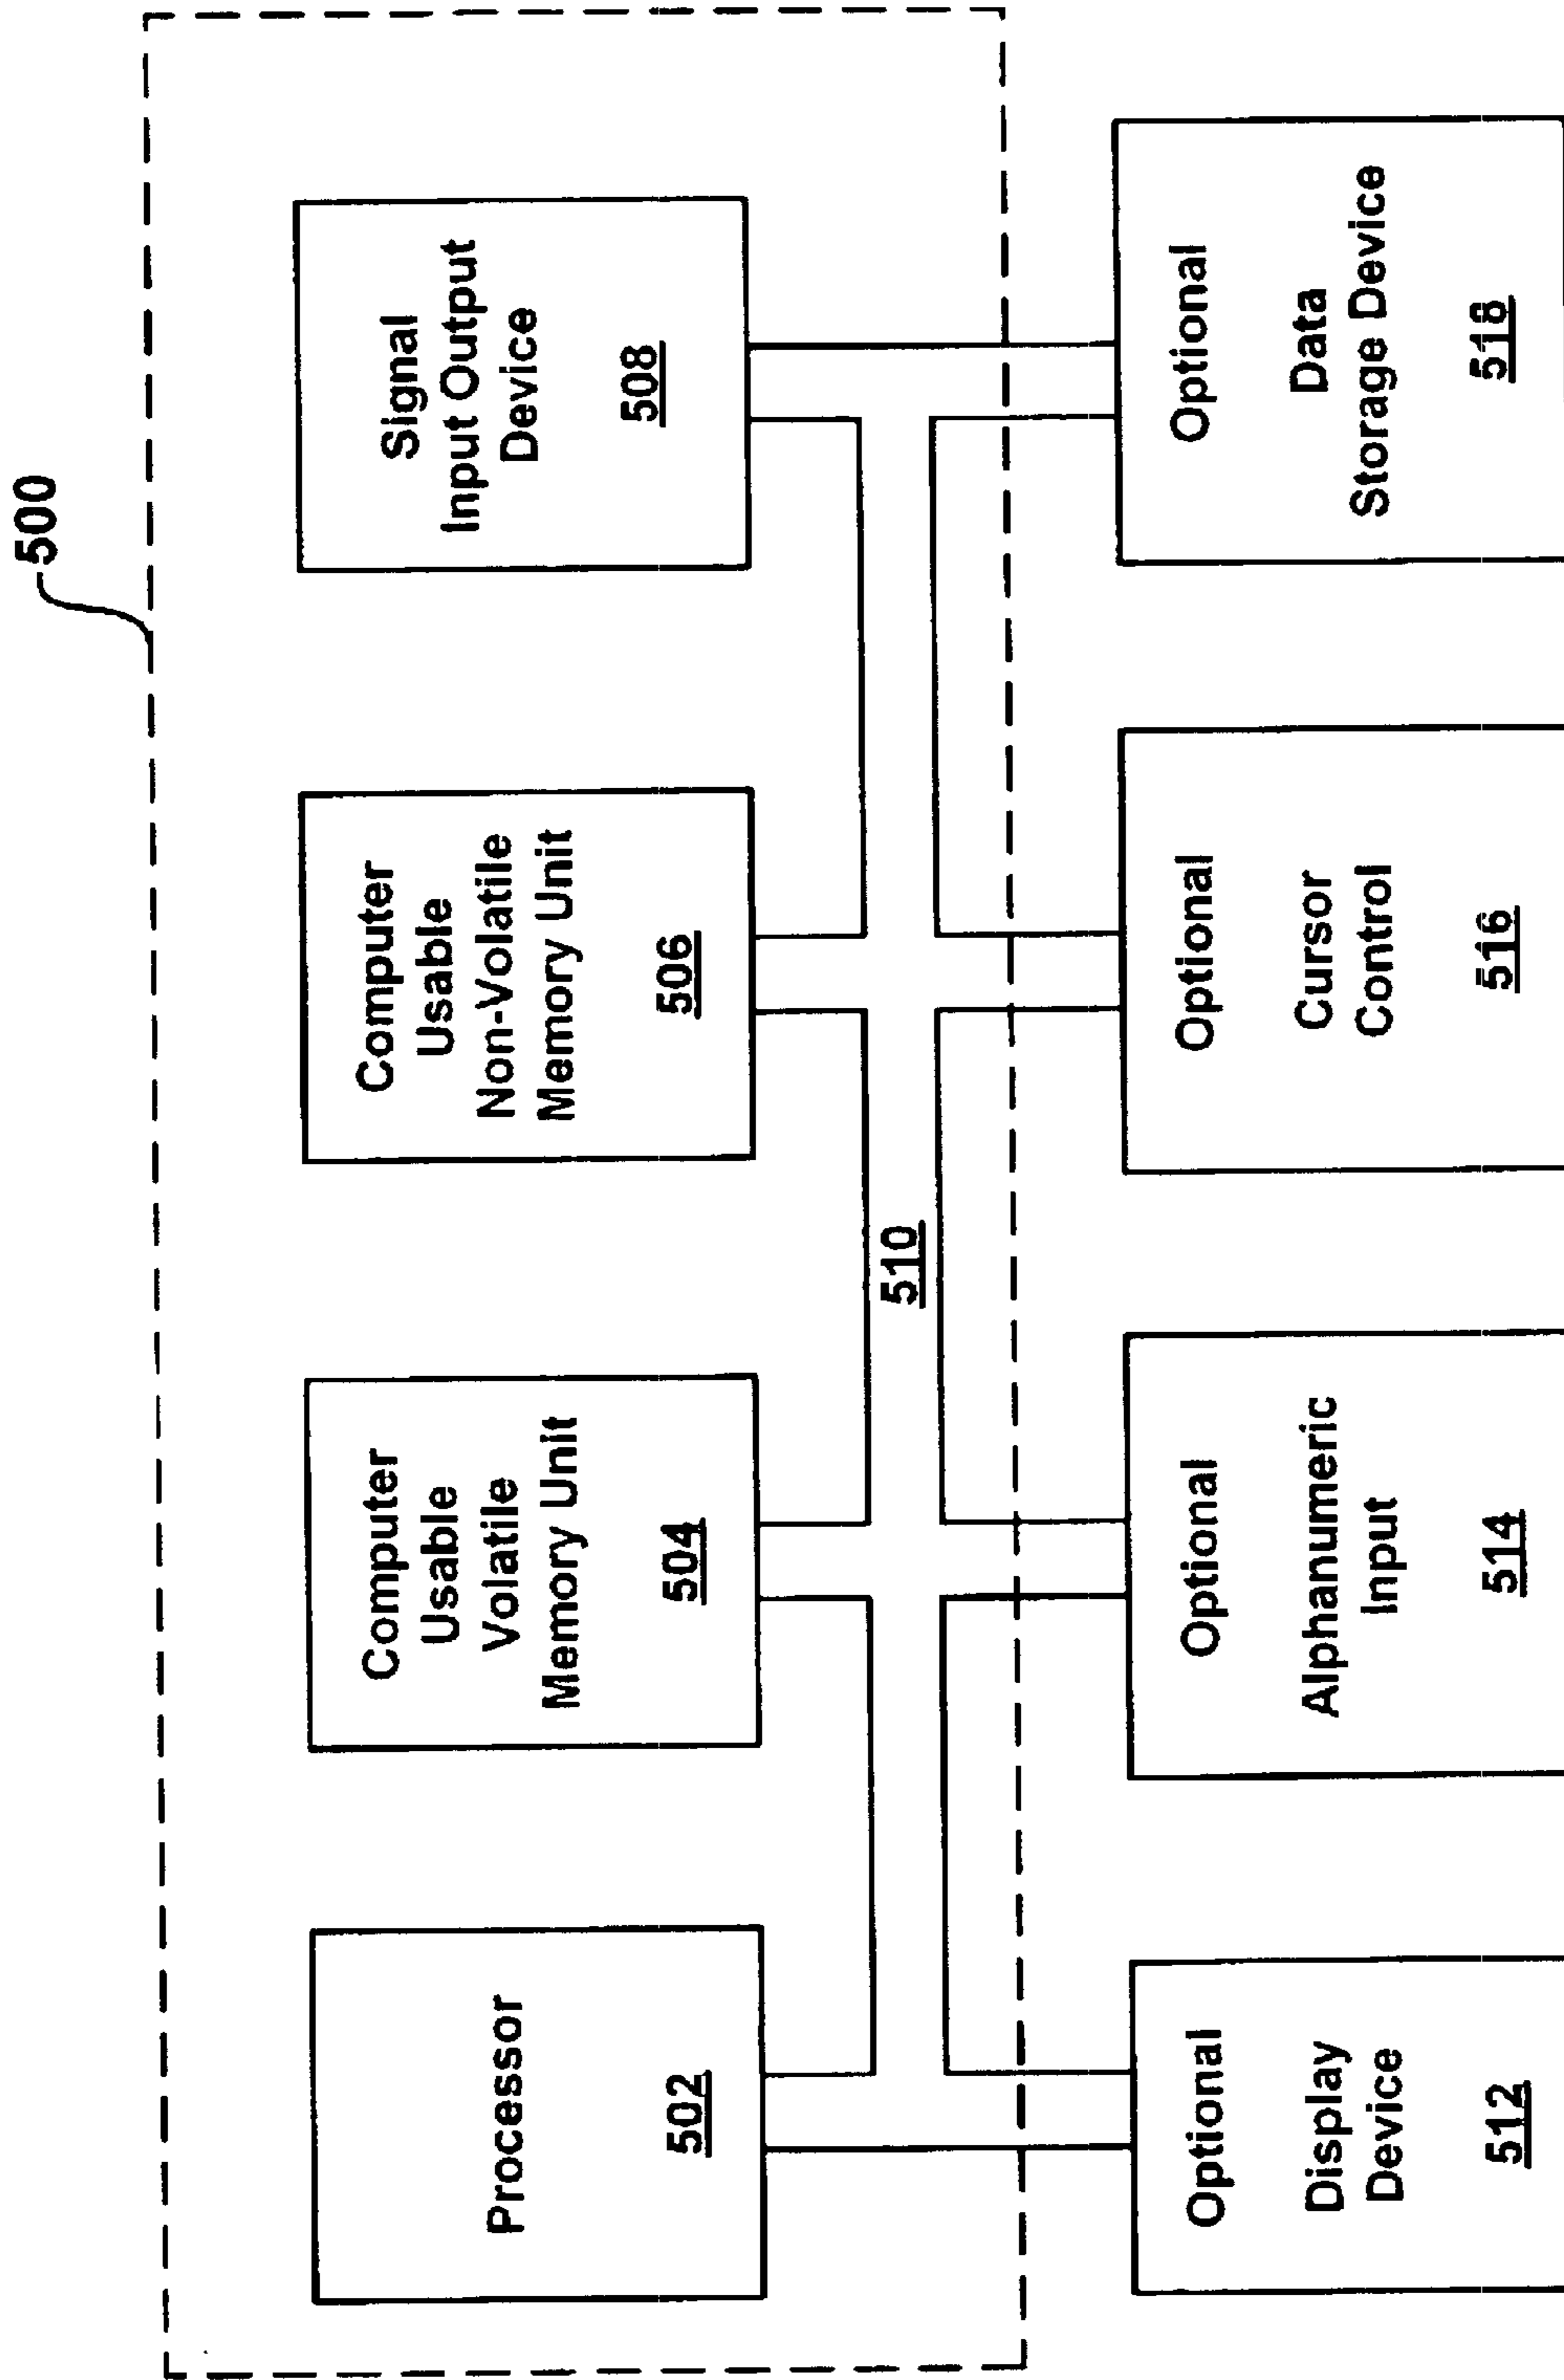 500
Processor
502
Computer
Usable
Volatile
Memory Unit
504
Computer
Usable
Non-Volatile
Memory Unit
506
Signal
Input Output
Device
508
510
Optional
Display
Device
512
Optional
Alphanumeric
Input
514
Optional
Cursor
Control
516
Optional
Data
Storage Device
518